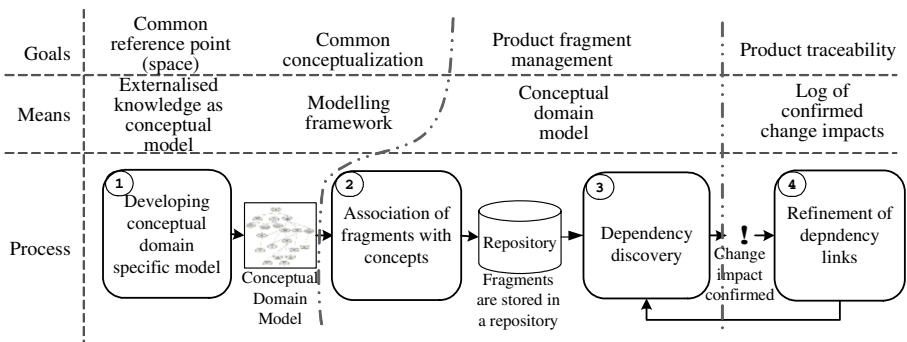 Goals
Common
reference point
(space)
Common
conceptualization
Product fragment
management
Product traceability
Means
Externalised
knowledge as
conceptual
model
Modelling
framework
Conceptual
domain
model
Log of
confirmed
change impacts
Process
1
Developing
conceptual
domain
specific model
Conceptual
Domain
Model
2
Association of
fragments with
concepts
Repository
Fragments
are stored in
a repository
3
Dependency
discovery
!
Change
impact
confirmed
4
Refinement of
depndency
links